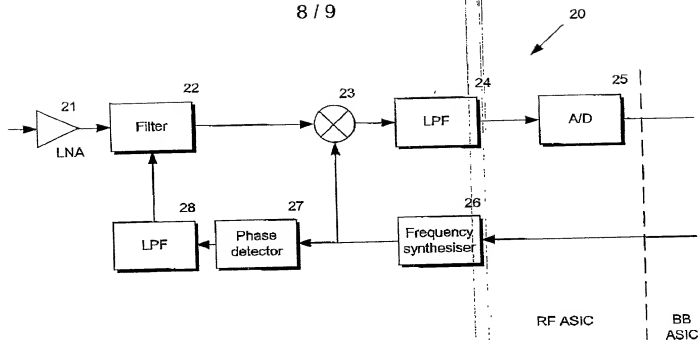 8 / 9
20
21
22
23
24
25
Filter
LPF
A/D
LNA
28
27
26
LPF
Phase
detector
Frequency
synthesiser
RF ASIC
BB
ASIC